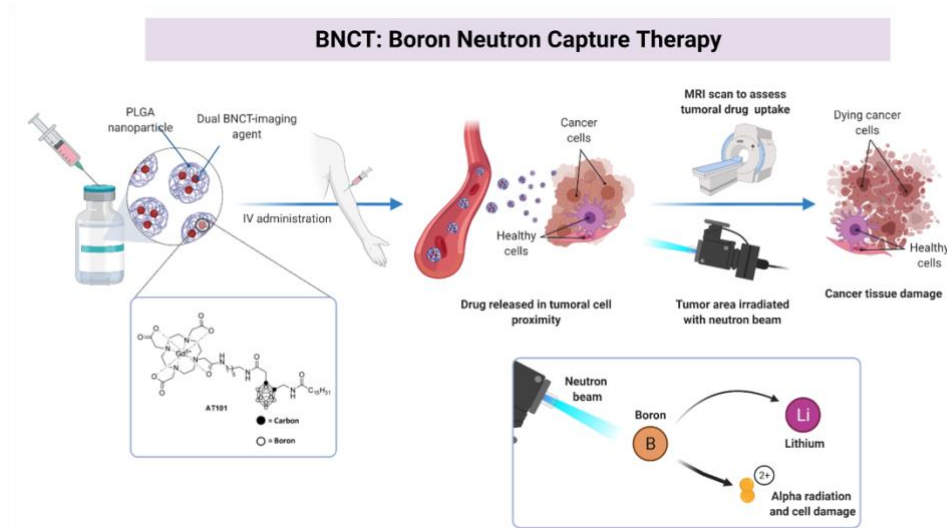 BNCT: Boron Neutron Capture Therapy
PLGA
nanoparticle
Dual BNCT-imaging
agent
IV administration
Cancer
cells
Healthy
cells
Drug released in tumoral cell
proximity
MRI scan to assess
tumoral drug uptake
Tumor area irradiated
with neutron beam
Dying cancer
cells
Healthy
cells
Cancer tissue damage
AT101
= Carbon
= Boron
Neutron
beam
Boron
B
Li
Lithium
2+
Alpha radiation
and cell damage